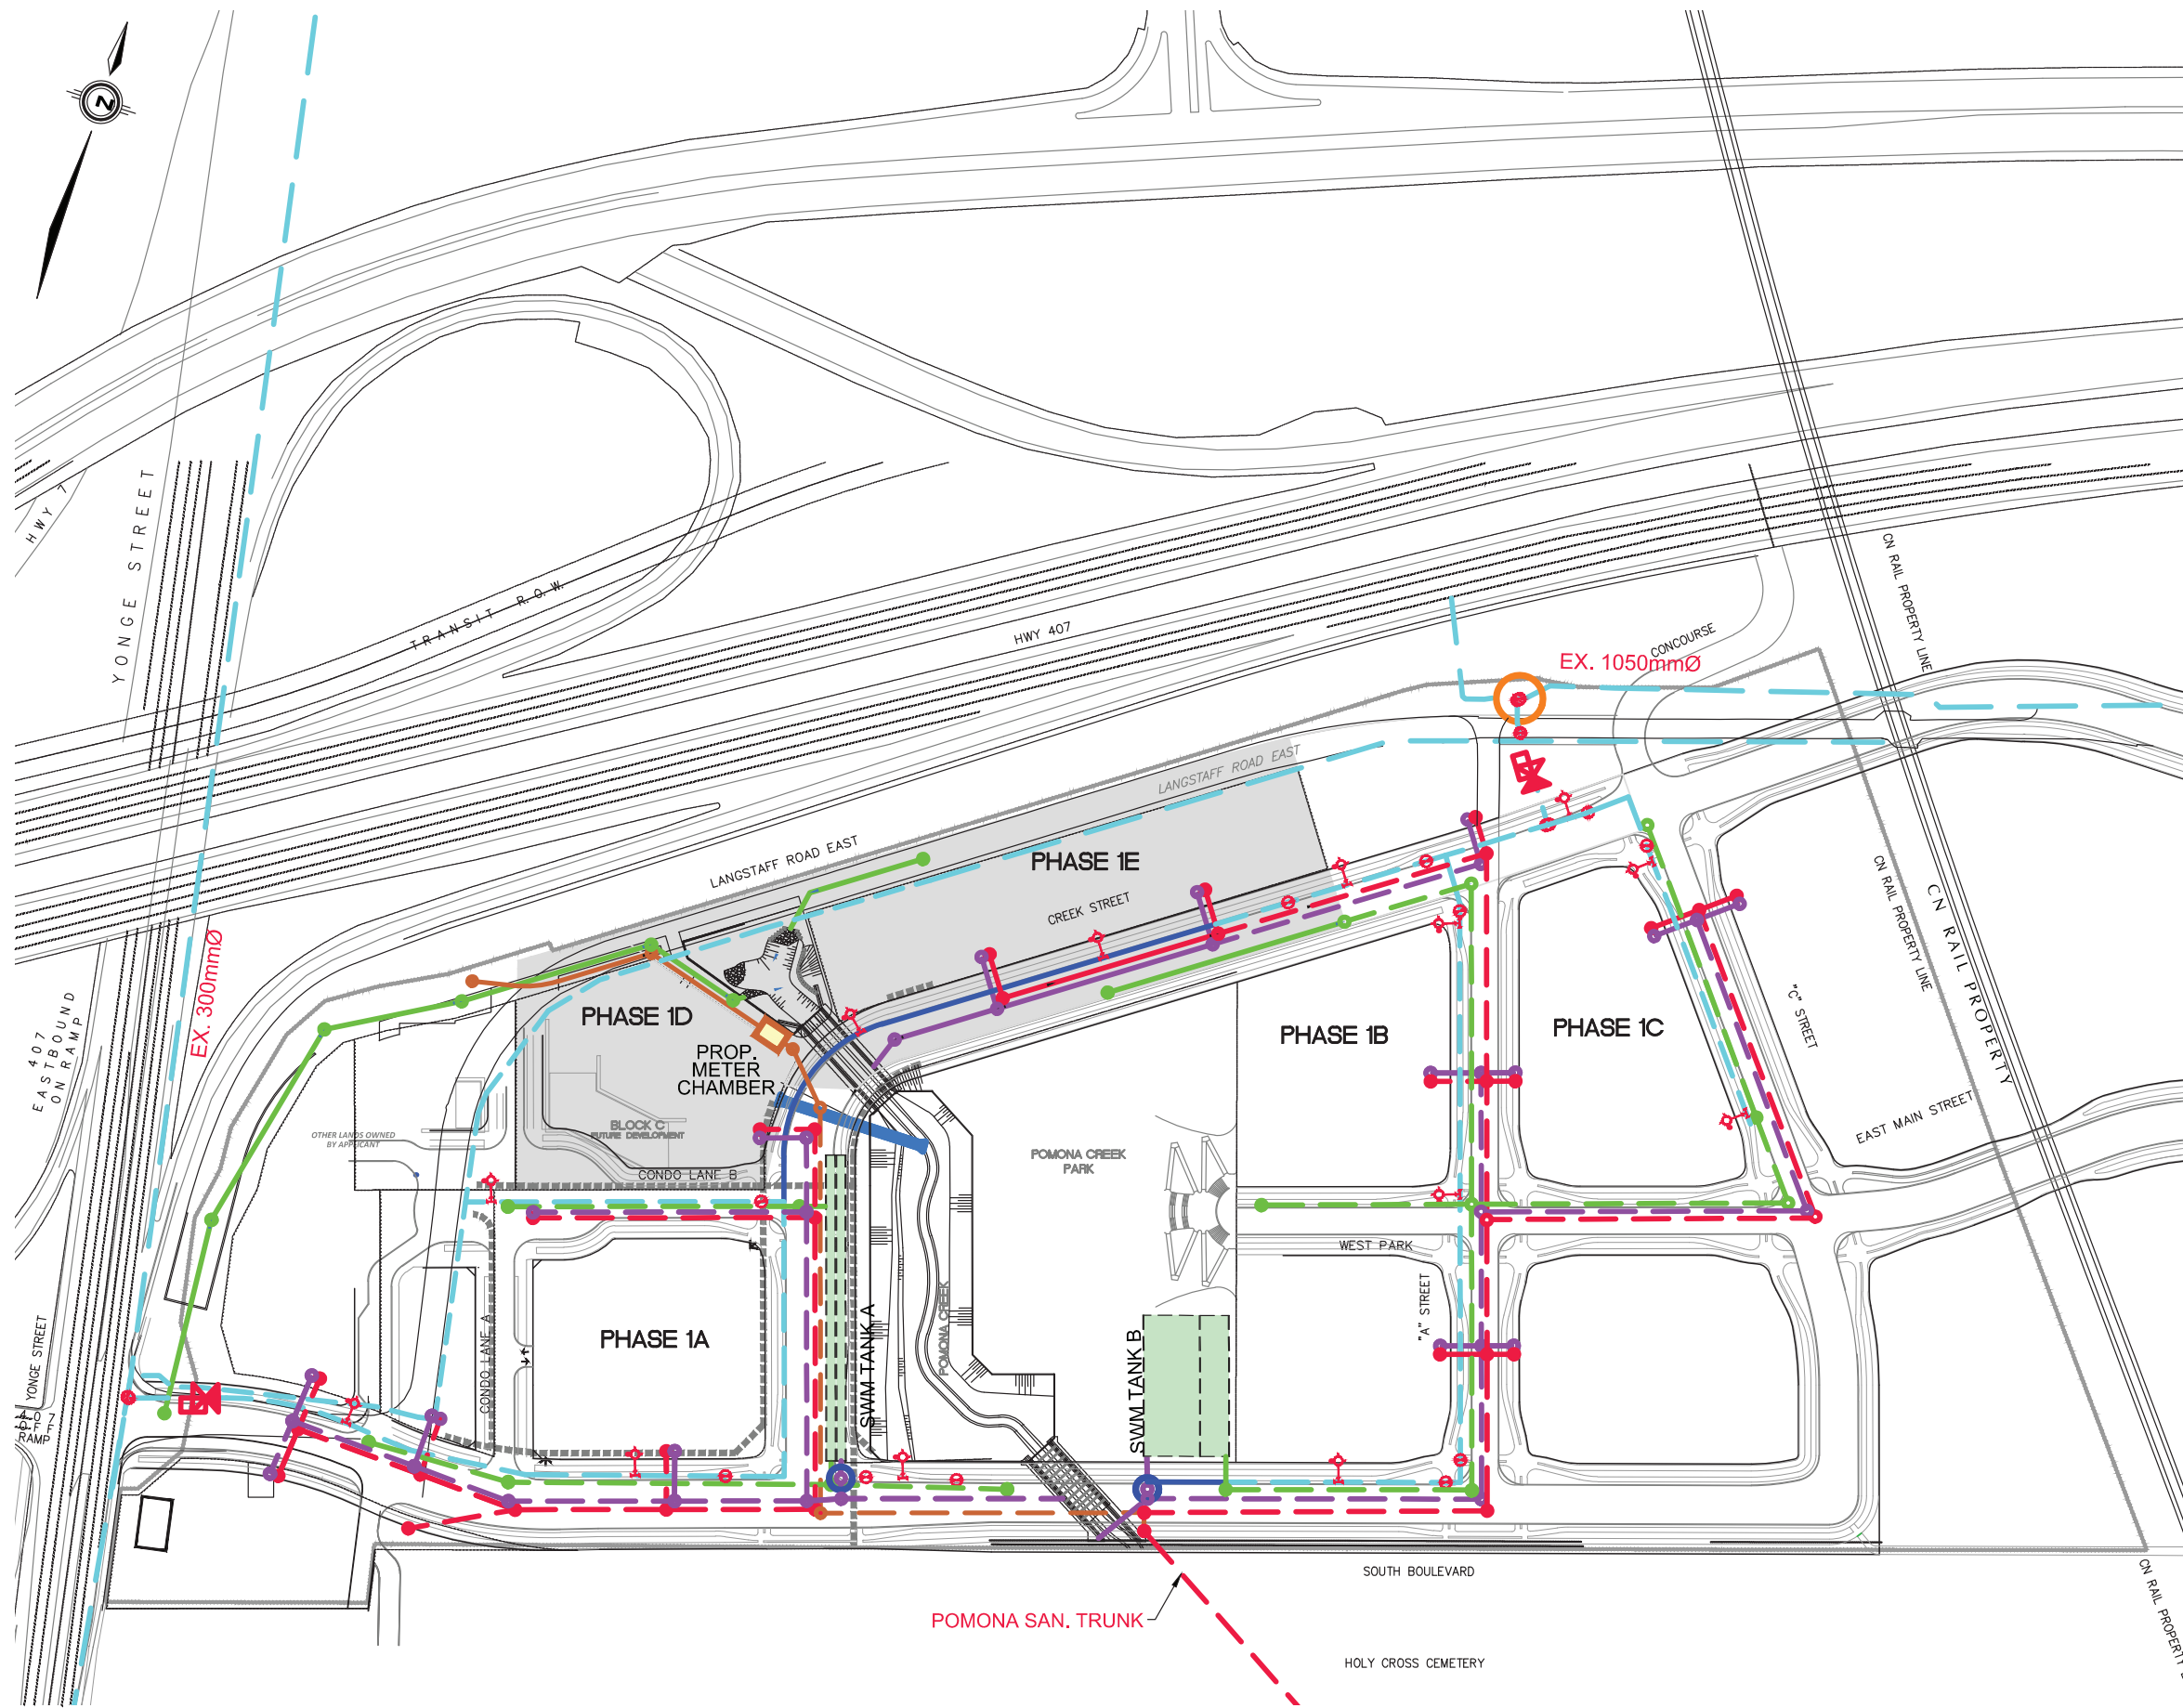 N
HWY 7
YONGE STREET
TRANSIT R.O.W.
HWY 407
CN RAIL PROPERTY LINE
CONCOURSE
EX. 1050mmØ
LANGSTAFF ROAD EAST
LANGSTAFF ROAD EAST
PHASE 1E
CREEK STREET
CN RAIL PROPERTY LINE
CN RAIL PROPERTY
EX. 300mmØ
407
EASTBOUND
ON RAMP
PHASE 1D
PROP.
METER
CHAMBER
PHASE 1B
PHASE 1C
"C" STREET
EAST MAIN STREET
BLOCK C
FUTURE DEVELOPMENT
OTHER LANDS OWNED
BY APPLICANT
CONDO LANE B
POMONA CREEK
PARK
WEST PARK
"A" STREET
PHASE 1A
CONDO LANE A
SWM TANK A
POMONA CREEK
SWM TANK B
YONGE STREET
407
OFF
RAMP
SOUTH BOULEVARD
POMONA SAN. TRUNK
HOLY CROSS CEMETERY
CN RAIL PROPERTY